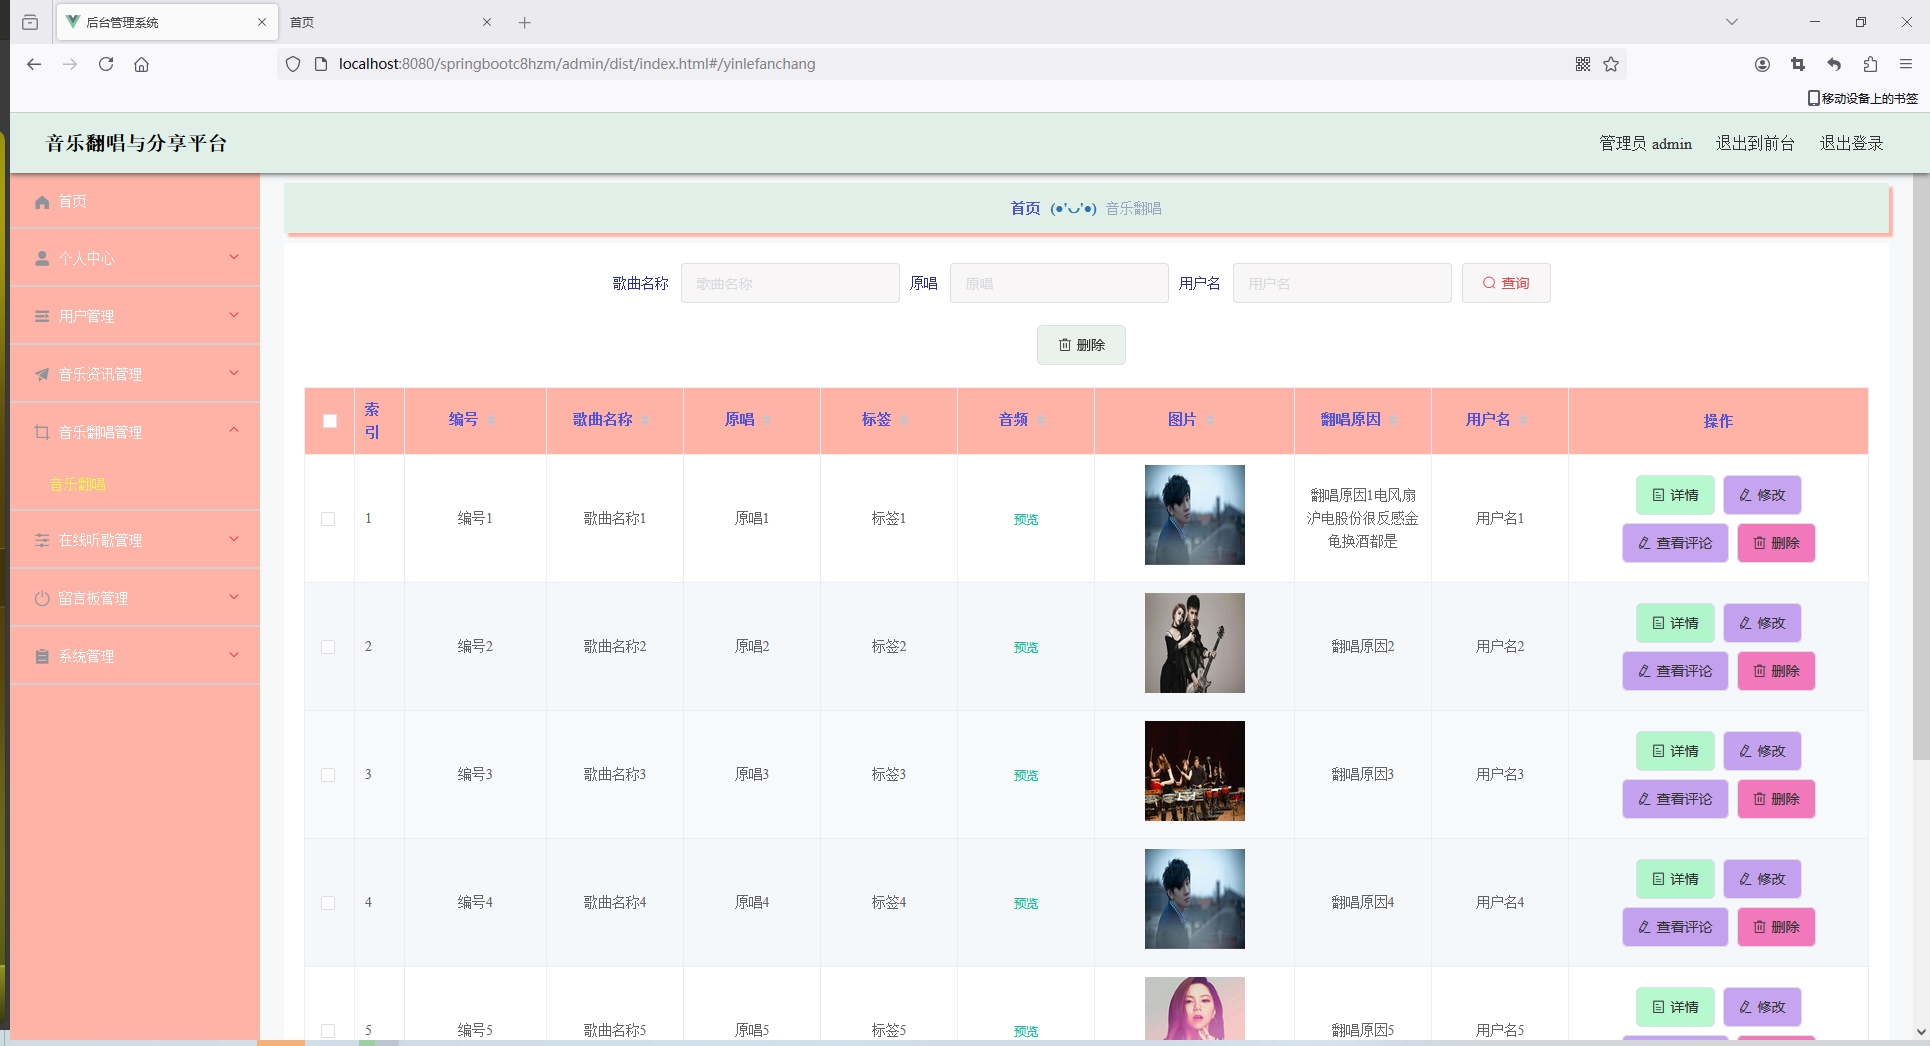 后台管理系统
首页
localhost:8080/springbootc8hzm/admin/dist/index.html#/yinlefanchang
移动设备上的书签
音乐翻唱与分享平台
管理员 admin
退出到前台
退出登录
首页
个人中心
用户管理
音乐资讯管理
音乐翻唱管理
音乐翻唱
在线听歌管理
留言板管理
系统管理
首页 (●'◡'●) 音乐翻唱
歌曲名称 歌曲名称 原唱 原唱 用户名 用户名 查询
删除
索引 编号 歌曲名称 原唱 标签 音频 图片 翻唱原因 用户名 操作
1 编号1 歌曲名称1 原唱1 标签1 预览
翻唱原因1电风扇
沪电股份很反感金
龟换酒都是
用户名1
详情 修改
查看评论 删除
2 编号2 歌曲名称2 原唱2 标签2 预览 翻唱原因2 用户名2
详情 修改
查看评论 删除
3 编号3 歌曲名称3 原唱3 标签3 预览 翻唱原因3 用户名3
详情 修改
查看评论 删除
4 编号4 歌曲名称4 原唱4 标签4 预览 翻唱原因4 用户名4
详情 修改
查看评论 删除
5 编号5 歌曲名称5 原唱5 标签5 预览 翻唱原因5 用户名5
详情 修改